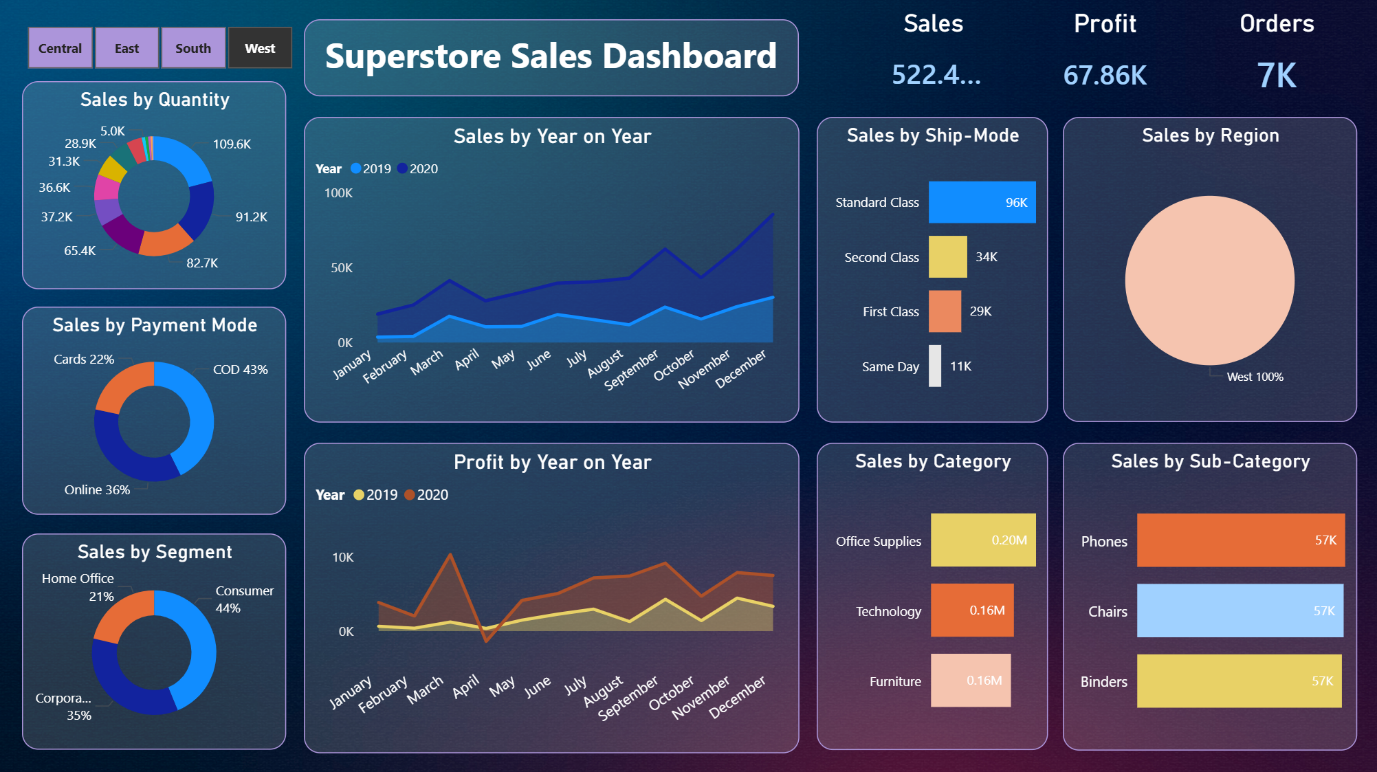 Central
East
South
West
Superstore Sales Dashboard
Sales
Profit
Orders
522.4...
67.86K
7K
Sales by Quantity
5.0K
28.9K
31.3K
36.6K
37.2K
65.4K
82.7K
91.2K
109.6K
Sales by Payment Mode
Cards 22%
COD 43%
Online 36%
Sales by Segment
Home Office
21%
Consumer
44%
Corpora...
35%
Sales by Year on Year
Year 2019 2020
100K
50K
0K
January
February
March
April
May
June
July
August
September
October
November
December
Profit by Year on Year
Year 2019 2020
10K
0K
January
February
March
April
May
June
July
August
September
October
November
December
Sales by Ship-Mode
Standard Class 96K
Second Class 34K
First Class 29K
Same Day 11K
Sales by Region
West 100%
Sales by Category
Office Supplies 0.20M
Technology 0.16M
Furniture 0.16M
Sales by Sub-Category
Phones 57K
Chairs 57K
Binders 57K